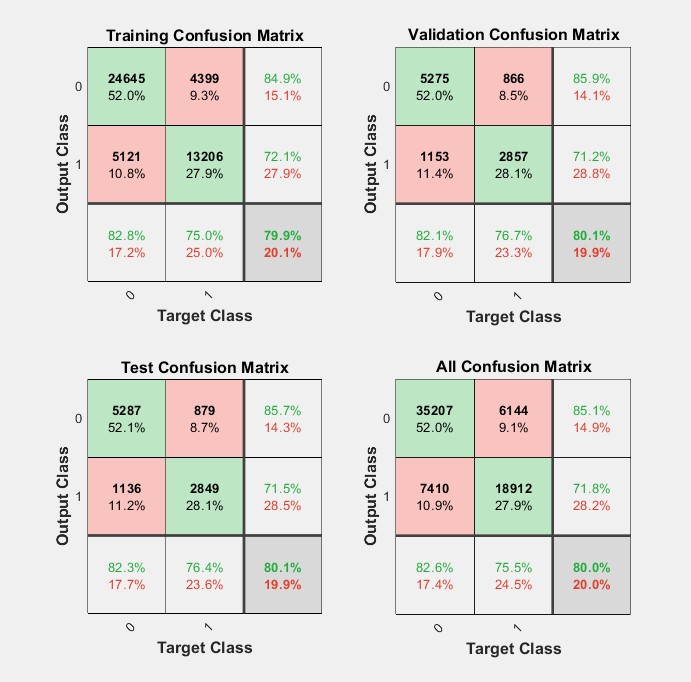 Training Confusion Matrix
0
24645 4399 84.9%
52.0% 9.3% 15.1%
1
5121 13206 72.1%
10.8% 27.9% 27.9%
82.8% 75.0% 79.9%
17.2% 25.0% 20.1%
0 1
Output Class
Target Class
Validation Confusion Matrix
0
5275 866 85.9%
52.0% 8.5% 14.1%
1
1153 2857 71.2%
11.4% 28.1% 28.8%
82.1% 76.7% 80.1%
17.9% 23.3% 19.9%
0 1
Output Class
Target Class
Test Confusion Matrix
0
5287 879 85.7%
52.1% 8.7% 14.3%
1
1136 2849 71.5%
11.2% 28.1% 28.5%
82.3% 76.4% 80.1%
17.7% 23.6% 19.9%
0 1
Output Class
Target Class
All Confusion Matrix
0
35207 6144 85.1%
52.0% 9.1% 14.9%
1
7410 18912 71.8%
10.9% 27.9% 28.2%
82.6% 75.5% 80.0%
17.4% 24.5% 20.0%
0 1
Output Class
Target Class